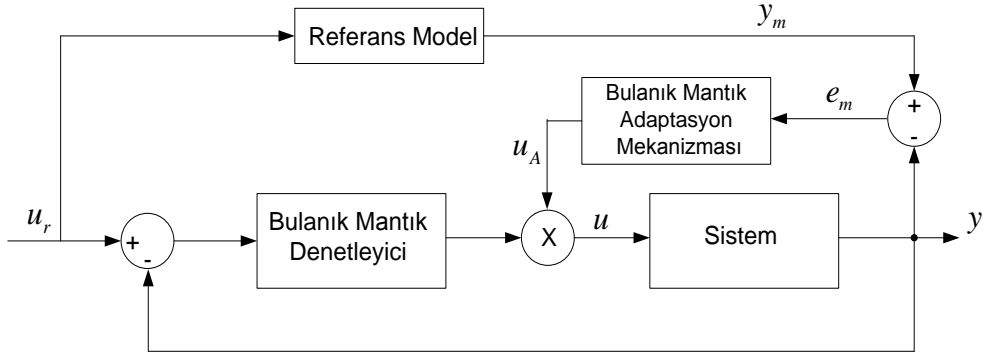 y_m
Referans Model
Bulanık Mantık
Adaptasyon
Mekanizması
e_m
+
-
u_A
u_r
+
-
Bulanık Mantık
Denetleyici
X
u
Sistem
y